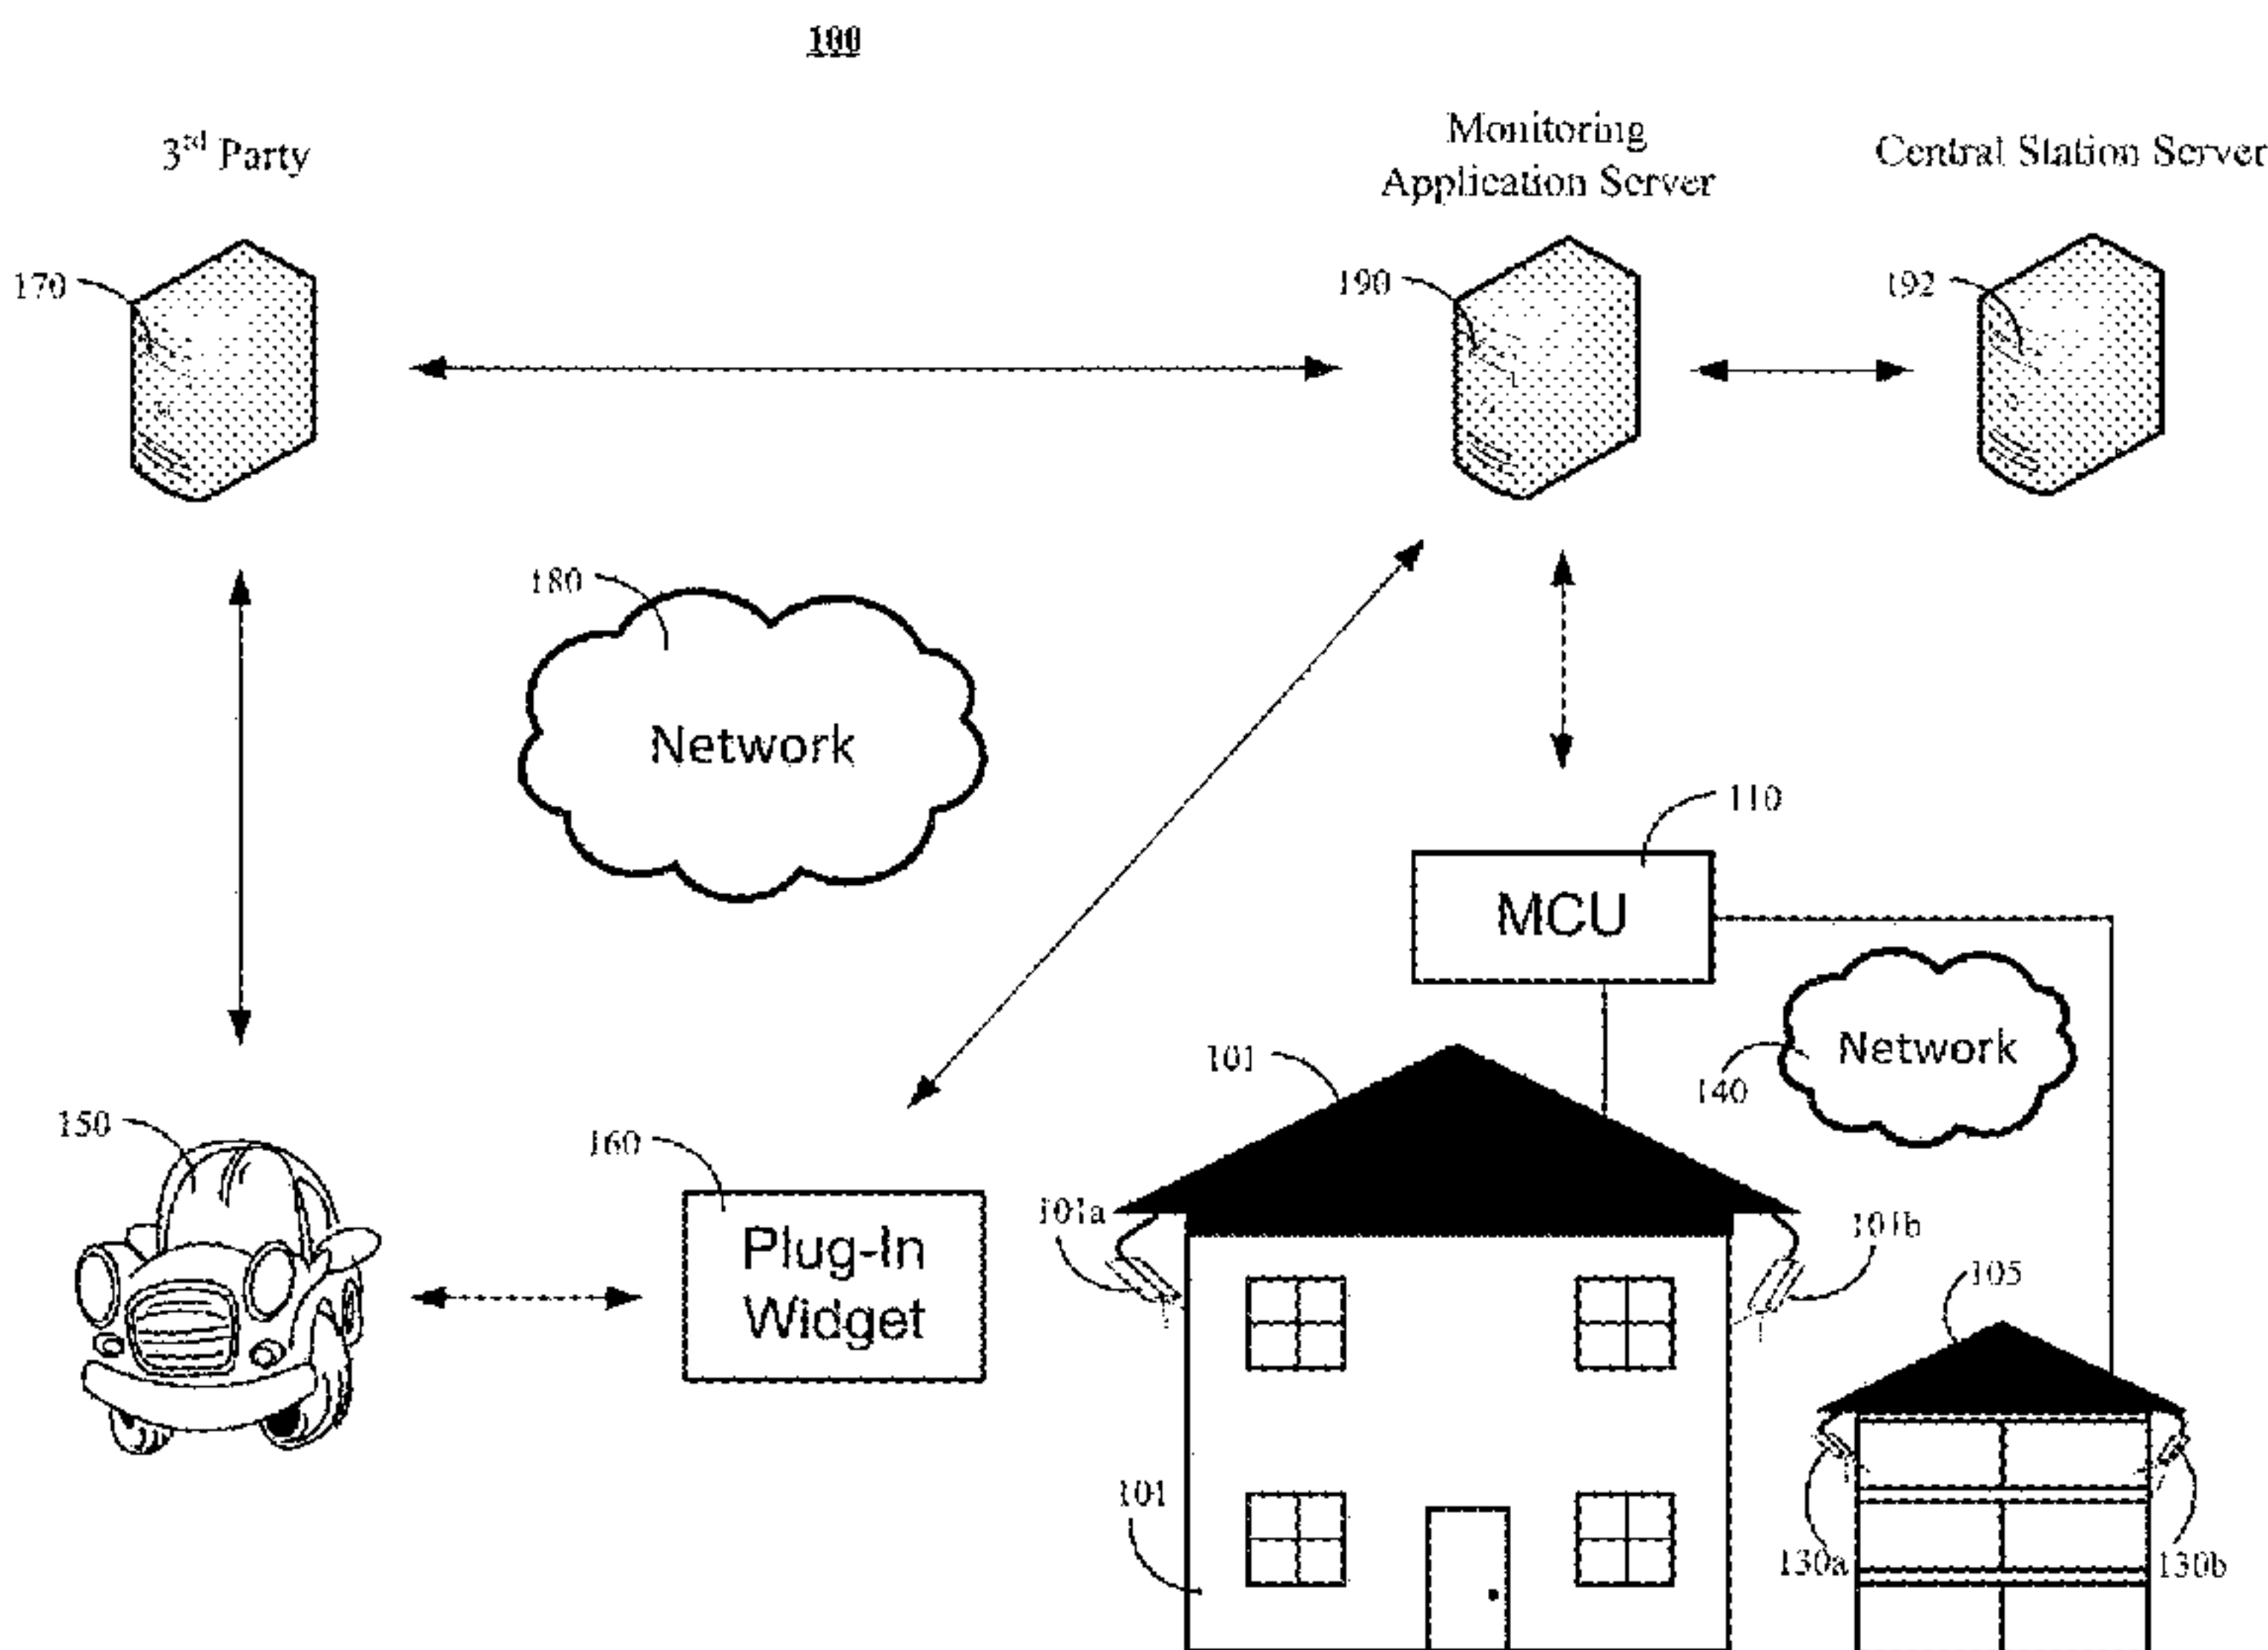 100
3rd Party
Monitoring
Application Server
Central Station Server
170
190
192
180
Network
110
MCU
101
Network
140
150
160
Plug-In
Widget
101a
101b
105
101
130a
130b